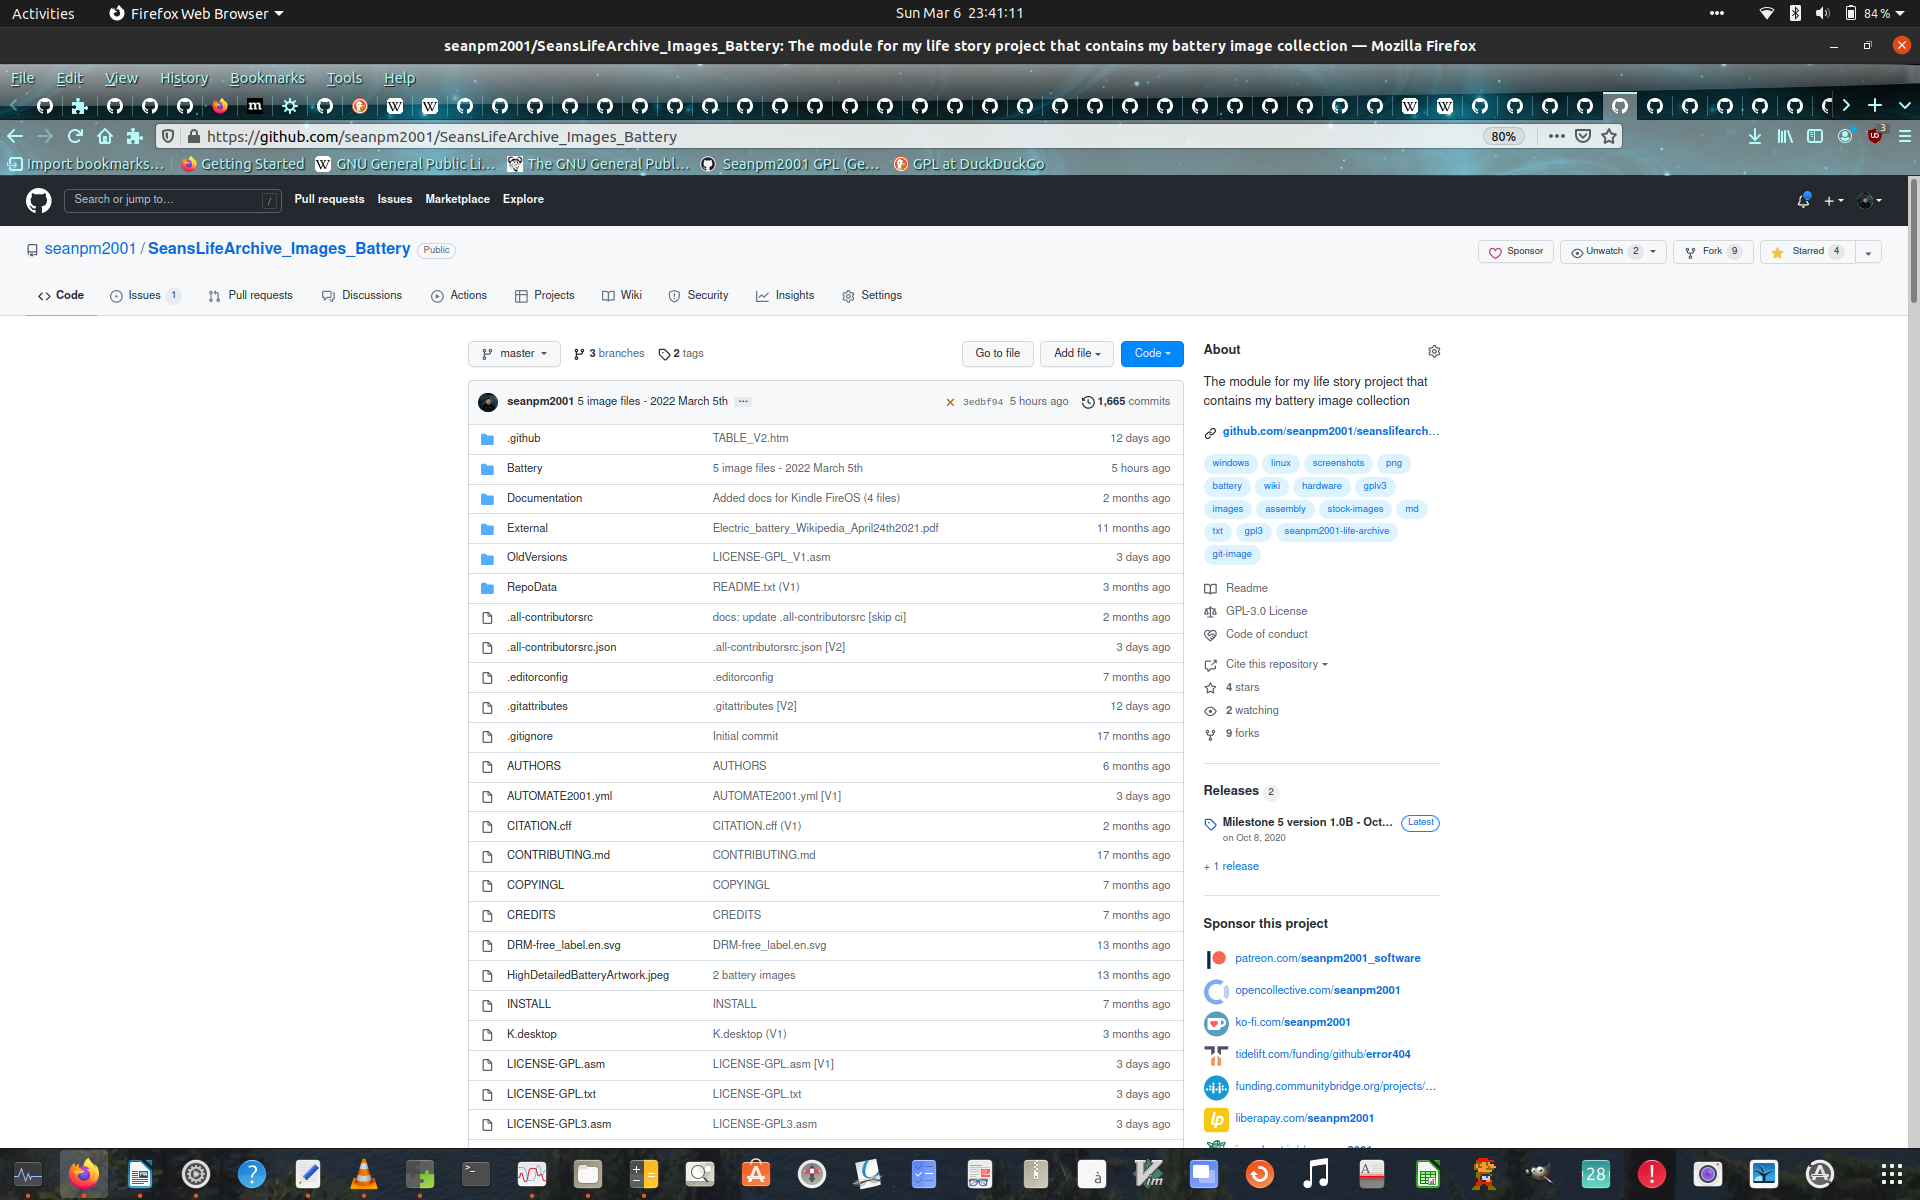 Activities Firefox Web Browser Sun Mar 6 23:41:11 84%
seanpm2001/SeansLifeArchive_Images_Battery: The module for my life story project that contains my battery image collection — Mozilla Firefox
File Edit View History Bookmarks Tools Help
https://github.com/seanpm2001/SeansLifeArchive_Images_Battery 80% 3
Import bookmarks… Getting Started GNU General Public Li… The GNU General Publ… Seanpm2001 GPL (Ge… GPL at DuckDuckGo
Search or jump to… / Pull requests Issues Marketplace Explore
seanpm2001 / SeansLifeArchive_Images_Battery Public Sponsor Unwatch 2 Fork 9 Starred 4
Code Issues 1 Pull requests Discussions Actions Projects Wiki Security Insights Settings
master 3 branches 2 tags Go to file Add file Code
seanpm2001 5 image files - 2022 March 5th … 3edbf94 5 hours ago 1,665 commits
.github TABLE_V2.htm 12 days ago
Battery 5 image files - 2022 March 5th 5 hours ago
Documentation Added docs for Kindle FireOS (4 files) 2 months ago
External Electric_battery_Wikipedia_April24th2021.pdf 11 months ago
OldVersions LICENSE-GPL_V1.asm 3 days ago
RepoData README.txt (V1) 3 months ago
.all-contributorsrc docs: update .all-contributorsrc [skip ci] 2 months ago
.all-contributorsrc.json .all-contributorsrc.json [V2] 3 days ago
.editorconfig .editorconfig 7 months ago
.gitattributes .gitattributes [V2] 12 days ago
.gitignore Initial commit 17 months ago
AUTHORS AUTHORS 6 months ago
AUTOMATE2001.yml AUTOMATE2001.yml [V1] 3 days ago
CITATION.cff CITATION.cff (V1) 2 months ago
CONTRIBUTING.md CONTRIBUTING.md 17 months ago
COPYINGL COPYINGL 7 months ago
CREDITS CREDITS 7 months ago
DRM-free_label.en.svg DRM-free_label.en.svg 13 months ago
HighDetailedBatteryArtwork.jpeg 2 battery images 13 months ago
INSTALL INSTALL 7 months ago
K.desktop K.desktop (V1) 3 months ago
LICENSE-GPL.asm LICENSE-GPL.asm [V1] 3 days ago
LICENSE-GPL.txt LICENSE-GPL.txt 3 days ago
LICENSE-GPL3.asm LICENSE-GPL3.asm 3 days ago
About
The module for my life story project that
contains my battery image collection
github.com/seanpm2001/seanslifearch…
windows linux screenshots png
battery wiki hardware gplv3
images assembly stock-images md
txt gpl3 seanpm2001-life-archive
git-image
Readme
GPL-3.0 License
Code of conduct
Cite this repository
4 stars
2 watching
9 forks
Releases 2
Milestone 5 version 1.0B - Oct… Latest
on Oct 8, 2020
+ 1 release
Sponsor this project
patreon.com/seanpm2001_software
opencollective.com/seanpm2001
ko-fi.com/seanpm2001
tidelift.com/funding/github/error404
funding.communitybridge.org/projects/…
liberapay.com/seanpm2001
28